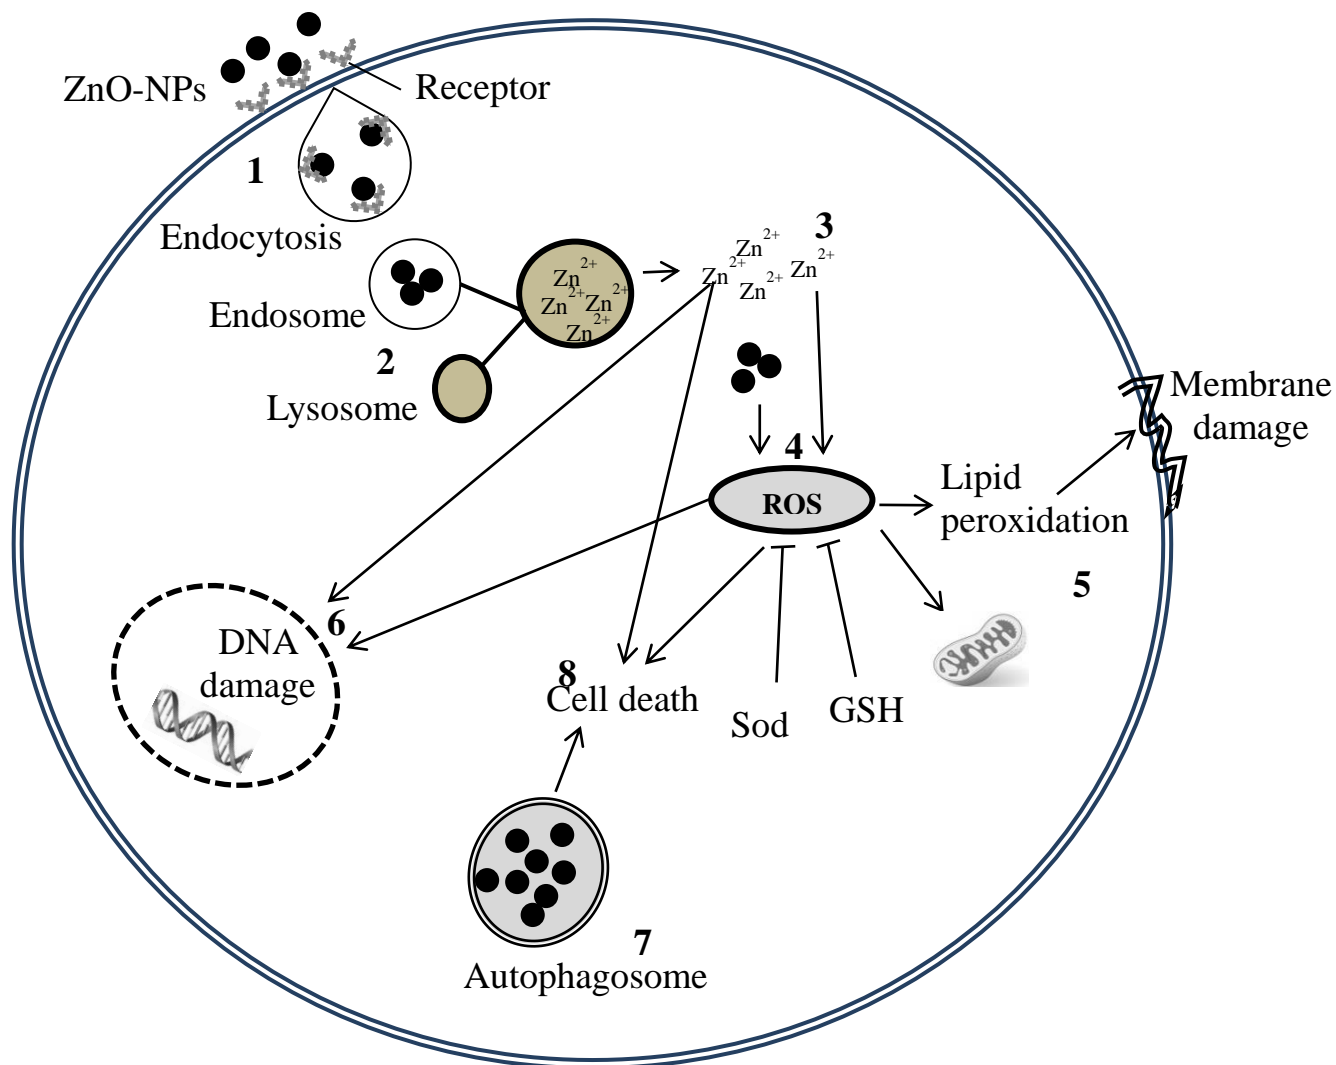 ZnO-NPs
Receptor
1
Endocytosis
3
Zn2+
Zn2+
Zn2+
Zn2+
Zn2+
Zn2+
Zn2+
Zn2+
Endosome
2
Lysosome
Membrane
damage
4
ROS
Lipid
peroxidation
5
6
DNA
damage
8
Cell death
Sod
GSH
7
Autophagosome